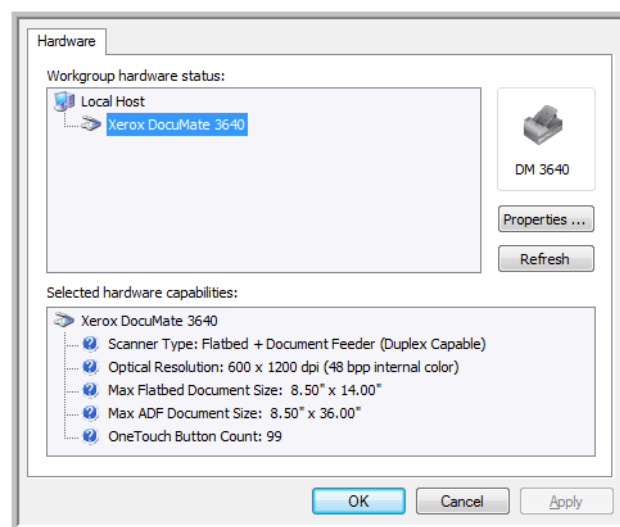 Hardware
Workgroup hardware status:
Local Host
Xerox DocuMate 3640
DM 3640
Properties ...
Refresh
Selected hardware capabilities:
Xerox DocuMate 3640
Scanner Type: Flatbed + Document Feeder (Duplex Capable)
Optical Resolution: 600 x 1200 dpi (48 bpp internal color)
Max Flatbed Document Size: 8.50" x 14.00"
Max ADF Document Size: 8.50" x 36.00"
OneTouch Button Count: 99
OK Cancel Apply